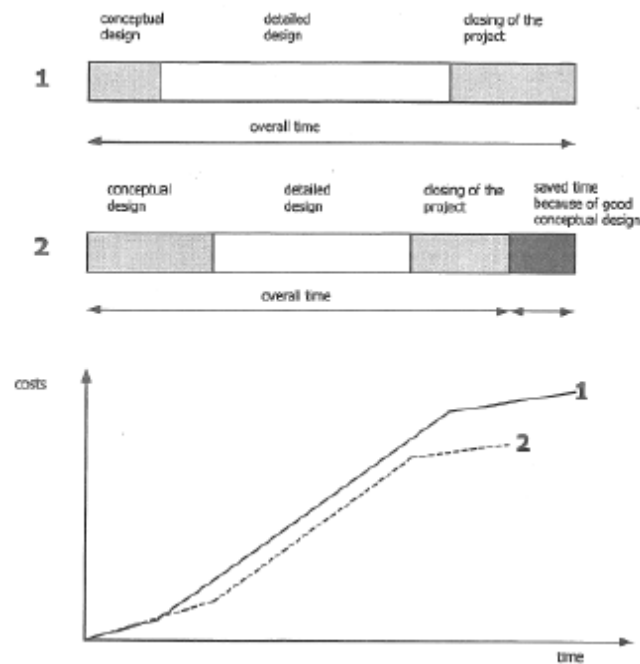 conceptual
design
detailed
design
closing of the
project
1
overall time
conceptual
design
detailed
design
closing of the
project
saved time
because of good
conceptual design
2
overall time
costs
1
2
time